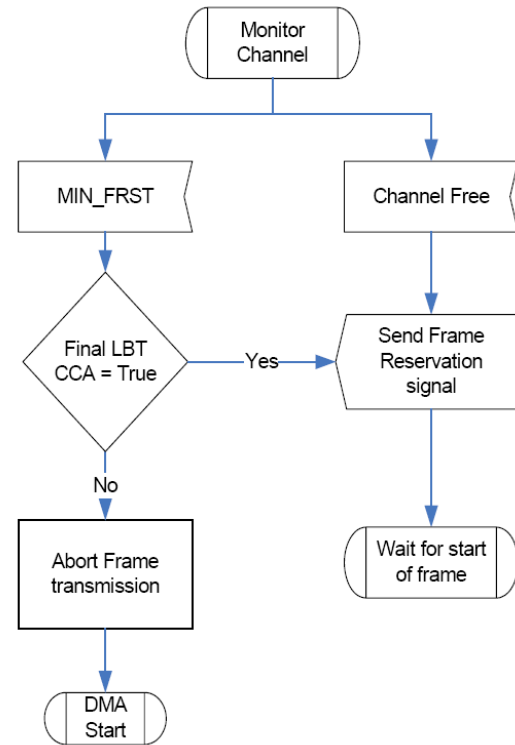 Monitor
Channel
MIN_FRST
Channel Free
Final LBT
CCA = True
Yes
Send Frame
Reservation
signal
No
Abort Frame
transmission
Wait for start
of frame
DMA
Start